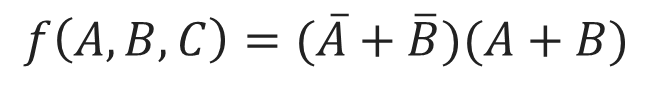 f(A, B, C) = (Ā + B̄)(A + B)